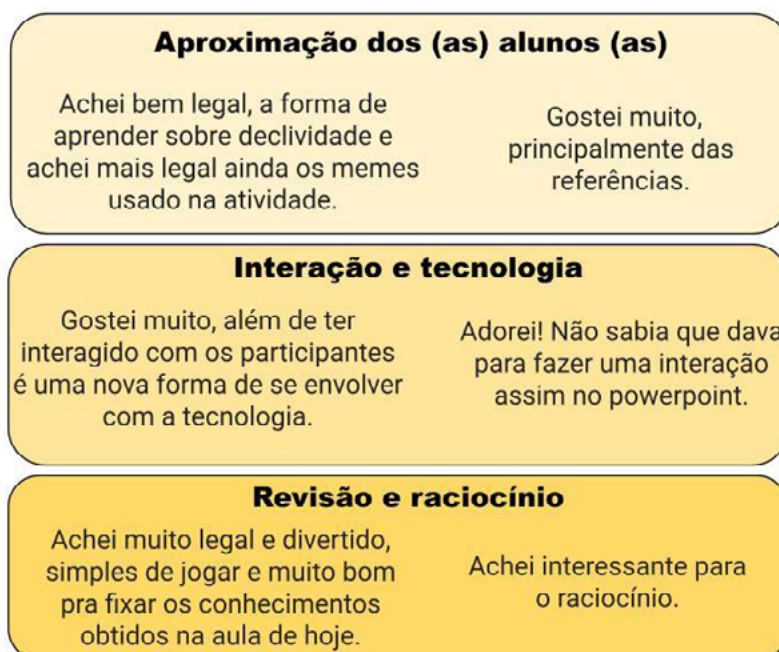 Aproximação dos (as) alunos (as)
Achei bem legal, a forma de
aprender sobre declividade e
achei mais legal ainda os memes
usado na atividade.
Gostei muito,
principalmente das
referências.
Interação e tecnologia
Gostei muito, além de ter
interagido com os participantes
é uma nova forma de se envolver
com a tecnologia.
Adorei! Não sabia que dava
para fazer uma interação
assim no powerpoint.
Revisão e raciocínio
Achei muito legal e divertido,
simples de jogar e muito bom
pra fixar os conhecimentos
obtidos na aula de hoje.
Achei interessante para
o raciocínio.